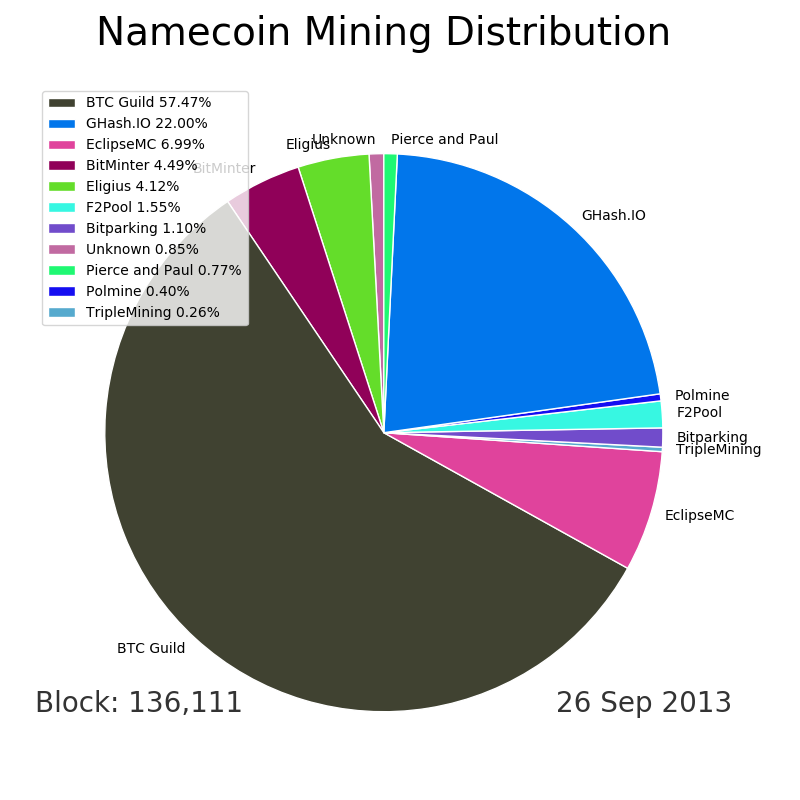 Namecoin Mining Distribution
BTC Guild 57.47%
GHash.IO 22.00%
EclipseMC 6.99%
BitMinter 4.49%
Eligius 4.12%
F2Pool 1.55%
Bitparking 1.10%
Unknown 0.85%
Pierce and Paul 0.77%
Polmine 0.40%
TripleMining 0.26%
Unknown
Pierce and Paul
Eligius
BitMinter
GHash.IO
Polmine
F2Pool
Bitparking
TripleMining
EclipseMC
BTC Guild
Block: 136,111
26 Sep 2013